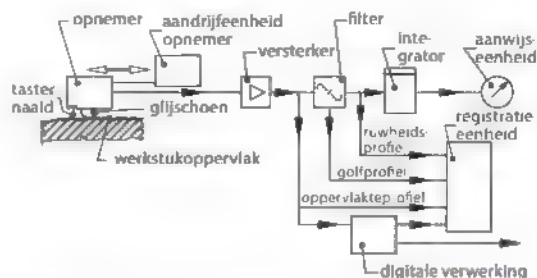 opnemer
aandrijfeenheid
opnemer
versterker
filter
inte-
grator
aanwijs-
eenheid
taster
naald
glijschoen
werkstukoppervlak
registratie
eenheid
ruwheids-
profiel
golfprofiel
oppervlakteprofiel
digitale verwerking